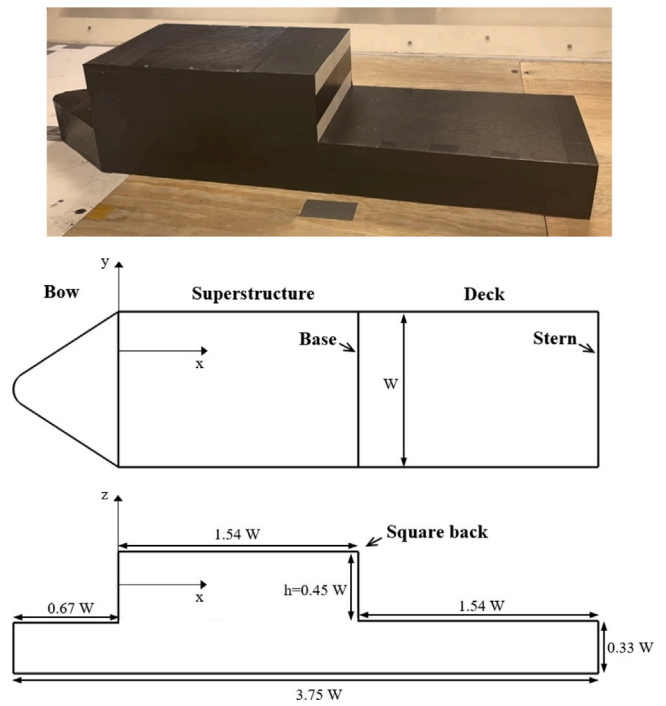 y
Bow
Superstructure
Deck
Base
Stern
x
W
z
1.54 W
Square back
x
h=0.45 W
0.67 W
1.54 W
0.33 W
3.75 W